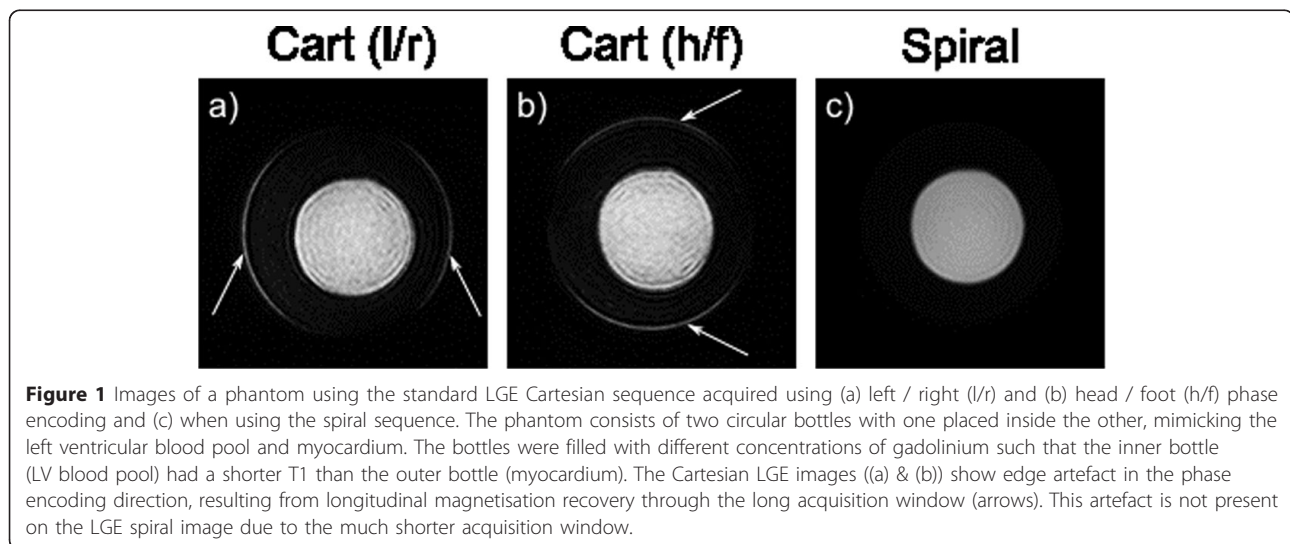 Cart (l/r) Cart (h/f) Spiral
a) b) c)
Figure 1 Images of a phantom using the standard LGE Cartesian sequence acquired using (a) left / right (l/r) and (b) head / foot (h/f) phase
encoding and (c) when using the spiral sequence. The phantom consists of two circular bottles with one placed inside the other, mimicking the
left ventricular blood pool and myocardium. The bottles were filled with different concentrations of gadolinium such that the inner bottle
(LV blood pool) had a shorter T1 than the outer bottle (myocardium). The Cartesian LGE images ((a) & (b)) show edge artefact in the phase
encoding direction, resulting from longitudinal magnetisation recovery through the long acquisition window (arrows). This artefact is not present
on the LGE spiral image due to the much shorter acquisition window.